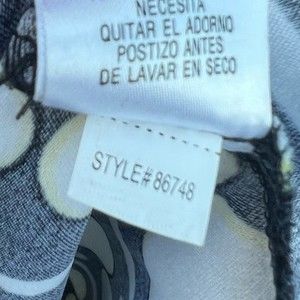 NECESITA
QUITAR EL ADORNO
POSTIZO ANTES
DE LAVAR EN SECO
STYLE# 86748